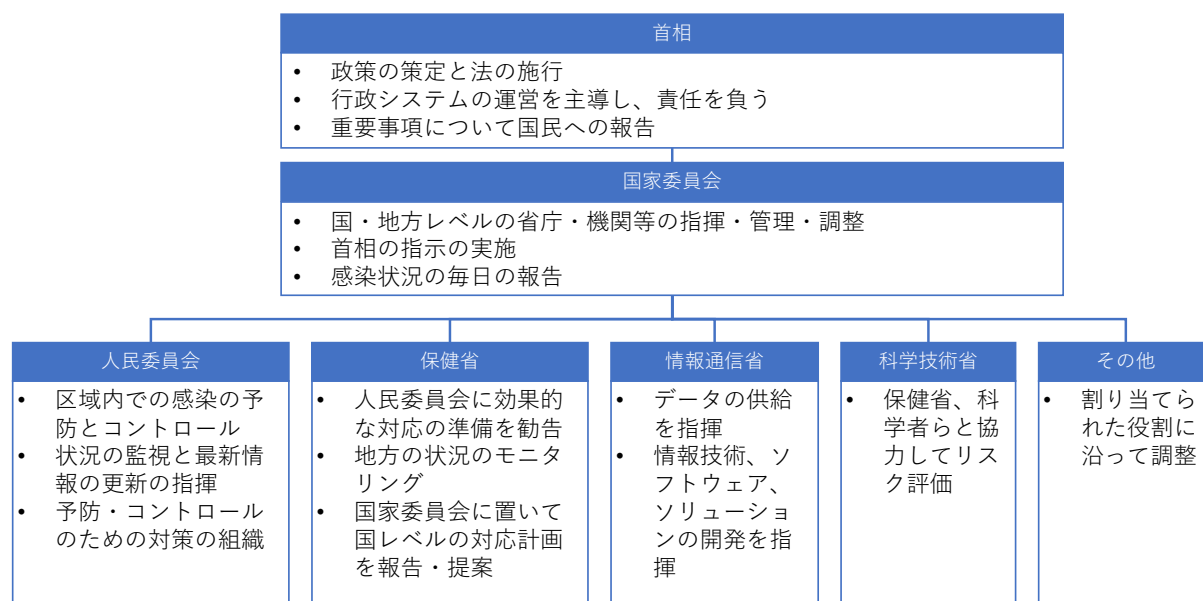 首相
• 政策の策定と法の施行
• 行政システムの運営を主導し、責任を負う
• 重要事項について国民への報告
国家委員会
• 国・地方レベルの省庁・機関等の指揮・管理・調整
• 首相の指示の実施
• 感染状況の毎日の報告
人民委員会
• 区域内での感染の予
防とコントロール
• 状況の監視と最新情
報の更新の指揮
• 予防・コントロール
のための対策の組織
保健省
• 人民委員会に効果的
な対応の準備を勧告
• 地方の状況のモニタ
リング
• 国家委員会に置いて
国レベルの対応計画
を報告・提案
情報通信省
• データの供給
を指揮
• 情報技術、ソ
フトウェア、
ソリューショ
ンの開発を指
揮
科学技術省
• 保健省、科
学者らと協
力してリス
ク評価
その他
• 割り当てら
れた役割に
沿って調整